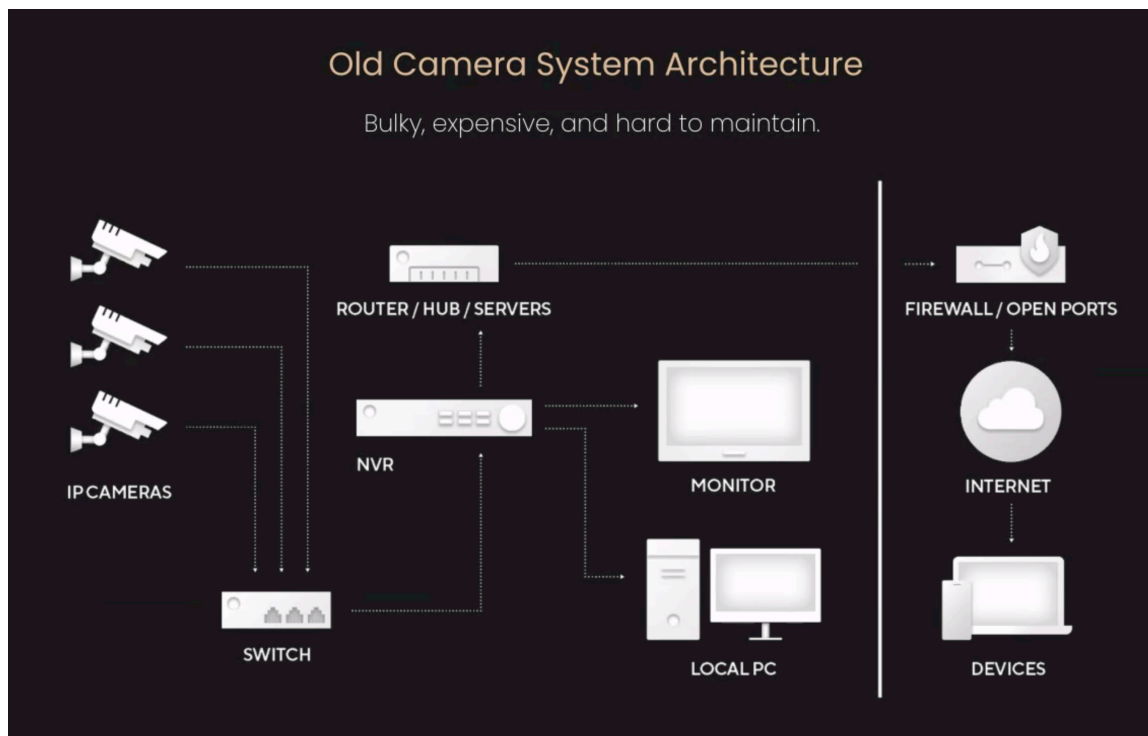 Old Camera System Architecture
Bulky, expensive, and hard to maintain.
ROUTER / HUB / SERVERS
FIREWALL / OPEN PORTS
NVR
IP CAMERAS
MONITOR
INTERNET
SWITCH
LOCAL PC
DEVICES